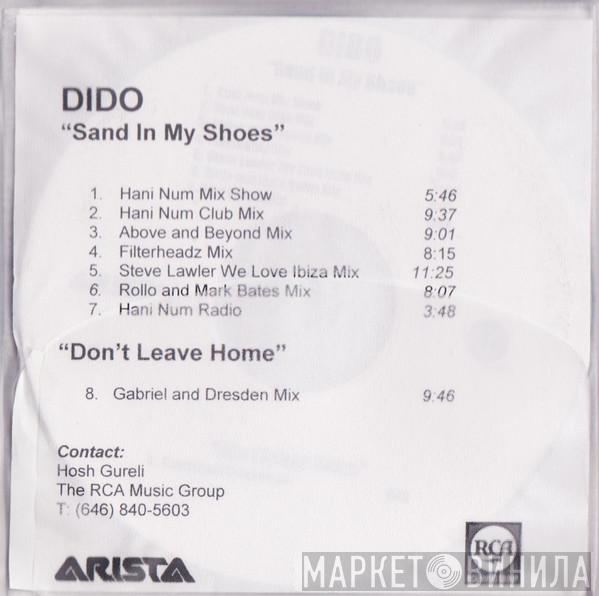 DIDO
"Sand In My Shoes"
1. Hani Num Mix Show 5:46
2. Hani Num Club Mix 9:37
3. Above and Beyond Mix 9:01
4. Filterheadz Mix 8:15
5. Steve Lawler We Love Ibiza Mix 11:25
6. Rollo and Mark Bates Mix 8:07
7. Hani Num Radio 3:48
"Don't Leave Home"
8. Gabriel and Dresden Mix 9:46
Contact:
Hosh Gureli
The RCA Music Group
T: (646) 840-5603
ARISTA
RCA
МАРКЕТ ВИНИЛА